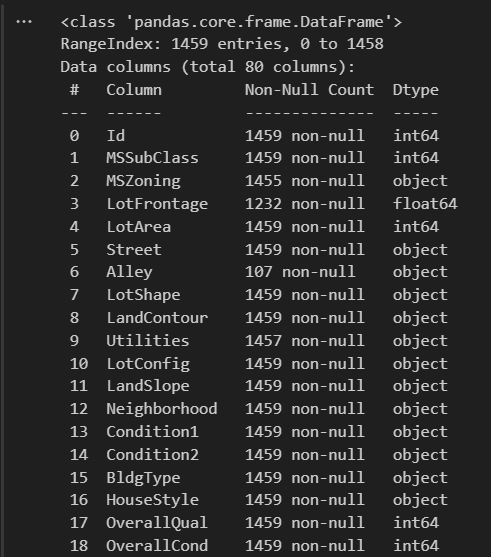 ... <class 'pandas.core.frame.DataFrame'>
RangeIndex: 1459 entries, 0 to 1458
Data columns (total 80 columns):
 #   Column        Non-Null Count  Dtype
---  ------        --------------  -----
 0   Id            1459 non-null   int64
 1   MSSubClass    1459 non-null   int64
 2   MSZoning      1455 non-null   object
 3   LotFrontage   1232 non-null   float64
 4   LotArea       1459 non-null   int64
 5   Street        1459 non-null   object
 6   Alley         107 non-null    object
 7   LotShape      1459 non-null   object
 8   LandContour   1459 non-null   object
 9   Utilities     1457 non-null   object
 10  LotConfig     1459 non-null   object
 11  LandSlope     1459 non-null   object
 12  Neighborhood  1459 non-null   object
 13  Condition1    1459 non-null   object
 14  Condition2    1459 non-null   object
 15  BldgType      1459 non-null   object
 16  HouseStyle    1459 non-null   object
 17  OverallQual   1459 non-null   int64
 18  OverallCond   1459 non-null   int64